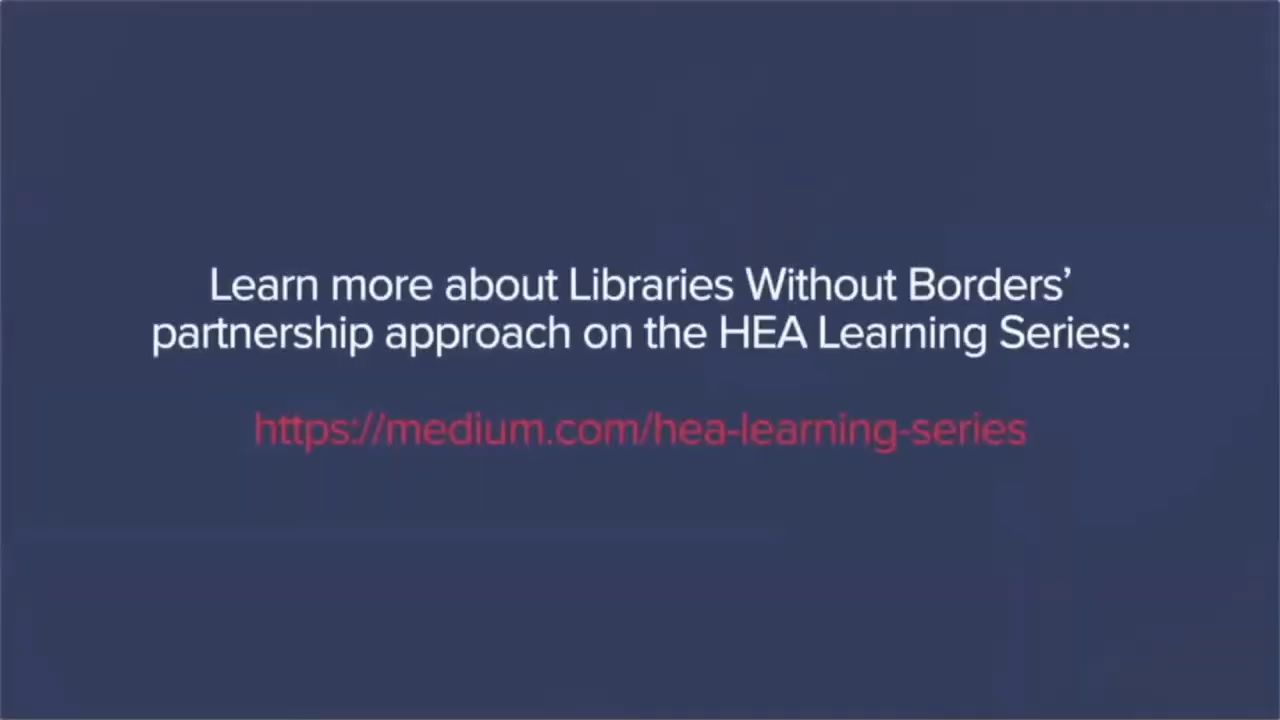 Learn more about Libraries Without Borders’
partnership approach on the HEA Learning Series:
https://medium.com/hea-learning-series